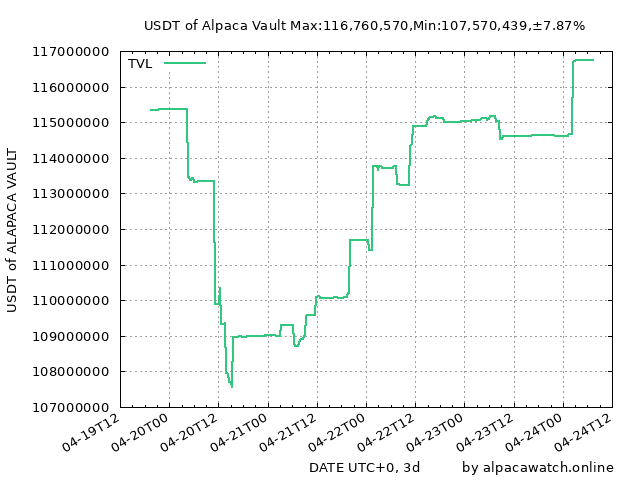 USDT of Alpaca Vault Max:116,760,570,Min:107,570,439,±7.87%
117000000
TVL
116000000
115000000
114000000
113000000
112000000
111000000
110000000
109000000
108000000
107000000
USDT of ALAPACA VAULT
04-19T12
04-20T00
04-20T12
04-21T00
04-21T12
04-22T00
04-22T12
04-23T00
04-23T12
04-24T00
04-24T12
DATE UTC+0, 3d
by alpacawatch.online